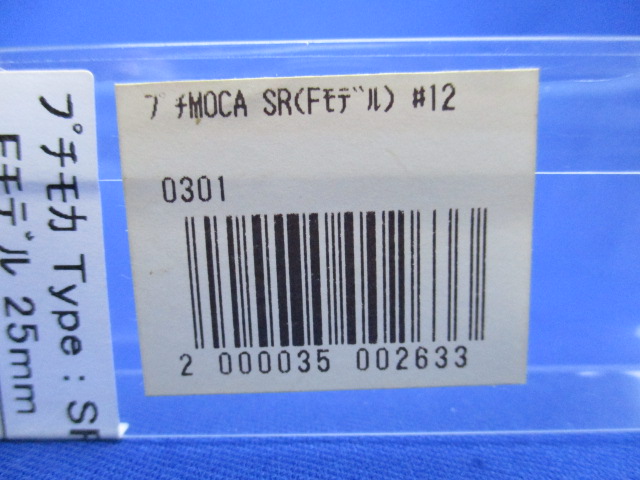 プチMOCA SR(Fモデル) #12
0301
2 000035 002633
プチモカ Type : SR
Fモデル 25mm